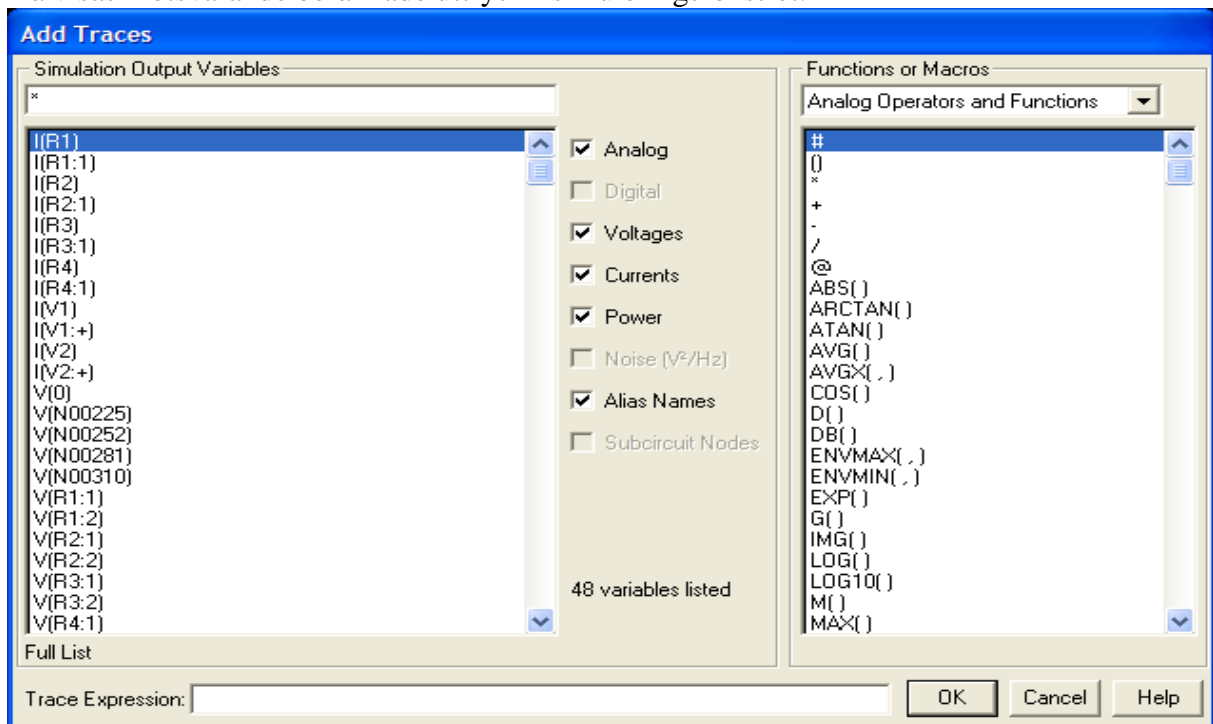 Add Traces
Simulation Output Variables
*
I(R1)
I(R1:1)
I(R2)
I(R2:1)
I(R3)
I(R3:1)
I(R4)
I(R4:1)
I(V1)
I(V1:+)
I(V2)
I(V2:+)
V(0)
V(N00225)
V(N00252)
V(N00281)
V(N00310)
V(R1:1)
V(R1:2)
V(R2:1)
V(R2:2)
V(R3:1)
V(R3:2)
V(R4:1)
Full List
Analog
Digital
Voltages
Currents
Power
Noise (V²/Hz)
Alias Names
Subcircuit Nodes
48 variables listed
Functions or Macros
Analog Operators and Functions
#
()
*
+
-
/
@
ABS( )
ARCTAN( )
ATAN( )
AVG( )
AVGX( , )
COS( )
D( )
DB( )
ENVMAX( , )
ENVMIN( , )
EXP( )
G( )
IMG( )
LOG( )
LOG10( )
M( )
MAX( )
Trace Expression:
OK
Cancel
Help